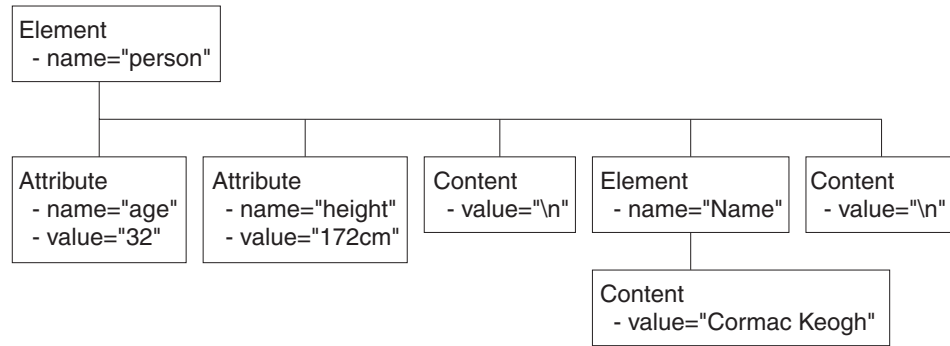 Element
- name="person"
Attribute
- name="age"
- value="32"
Attribute
- name="height"
- value="172cm"
Content
- value="\n"
Element
- name="Name"
Content
- value="\n"
Content
- value="Cormac Keogh"